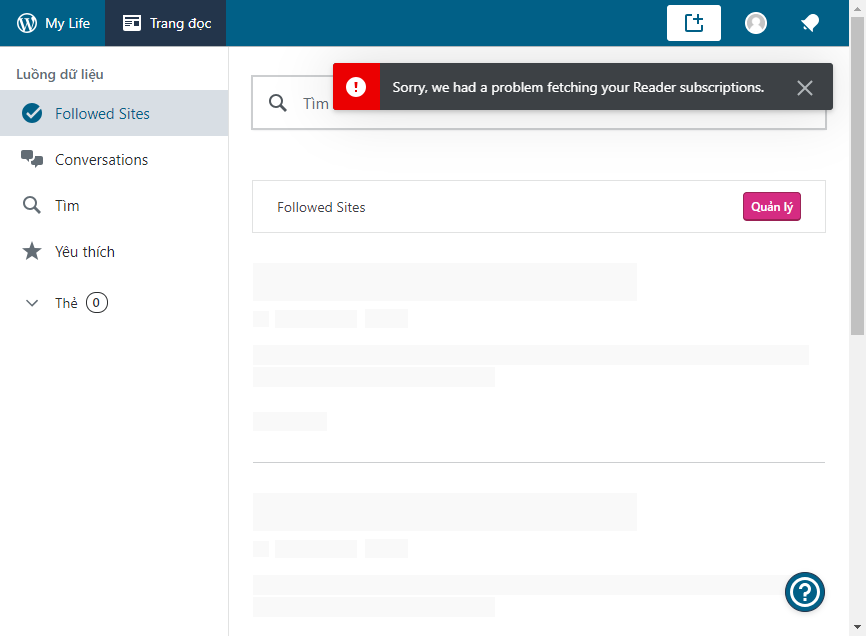 My Life
Trang đọc
Luồng dữ liệu
Followed Sites
Conversations
Tìm
Yêu thích
Thẻ 0
Tìm
Sorry, we had a problem fetching your Reader subscriptions.
Followed Sites
Quản lý